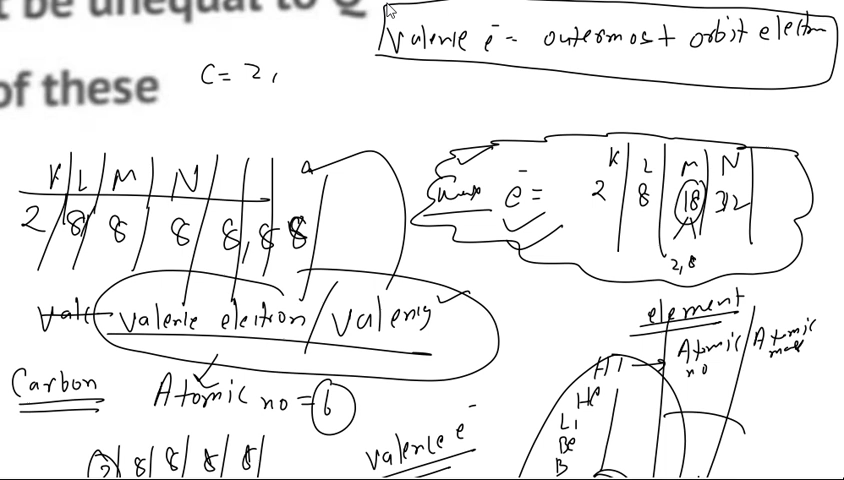 be unequal to Q
Valence e⁻ = outermost orbit electron
of these
C = 2,
K L M N
2 8 8 8 8, 8 8
Max e⁻ =
K L M N
2 8 18 32
2, 8
valence electron / Valency
element
Atomic no / Atomic mass
Carbon
Atomic no = 6
H 1
He
Li
Be
B
valence e⁻
2 8 8 8 8